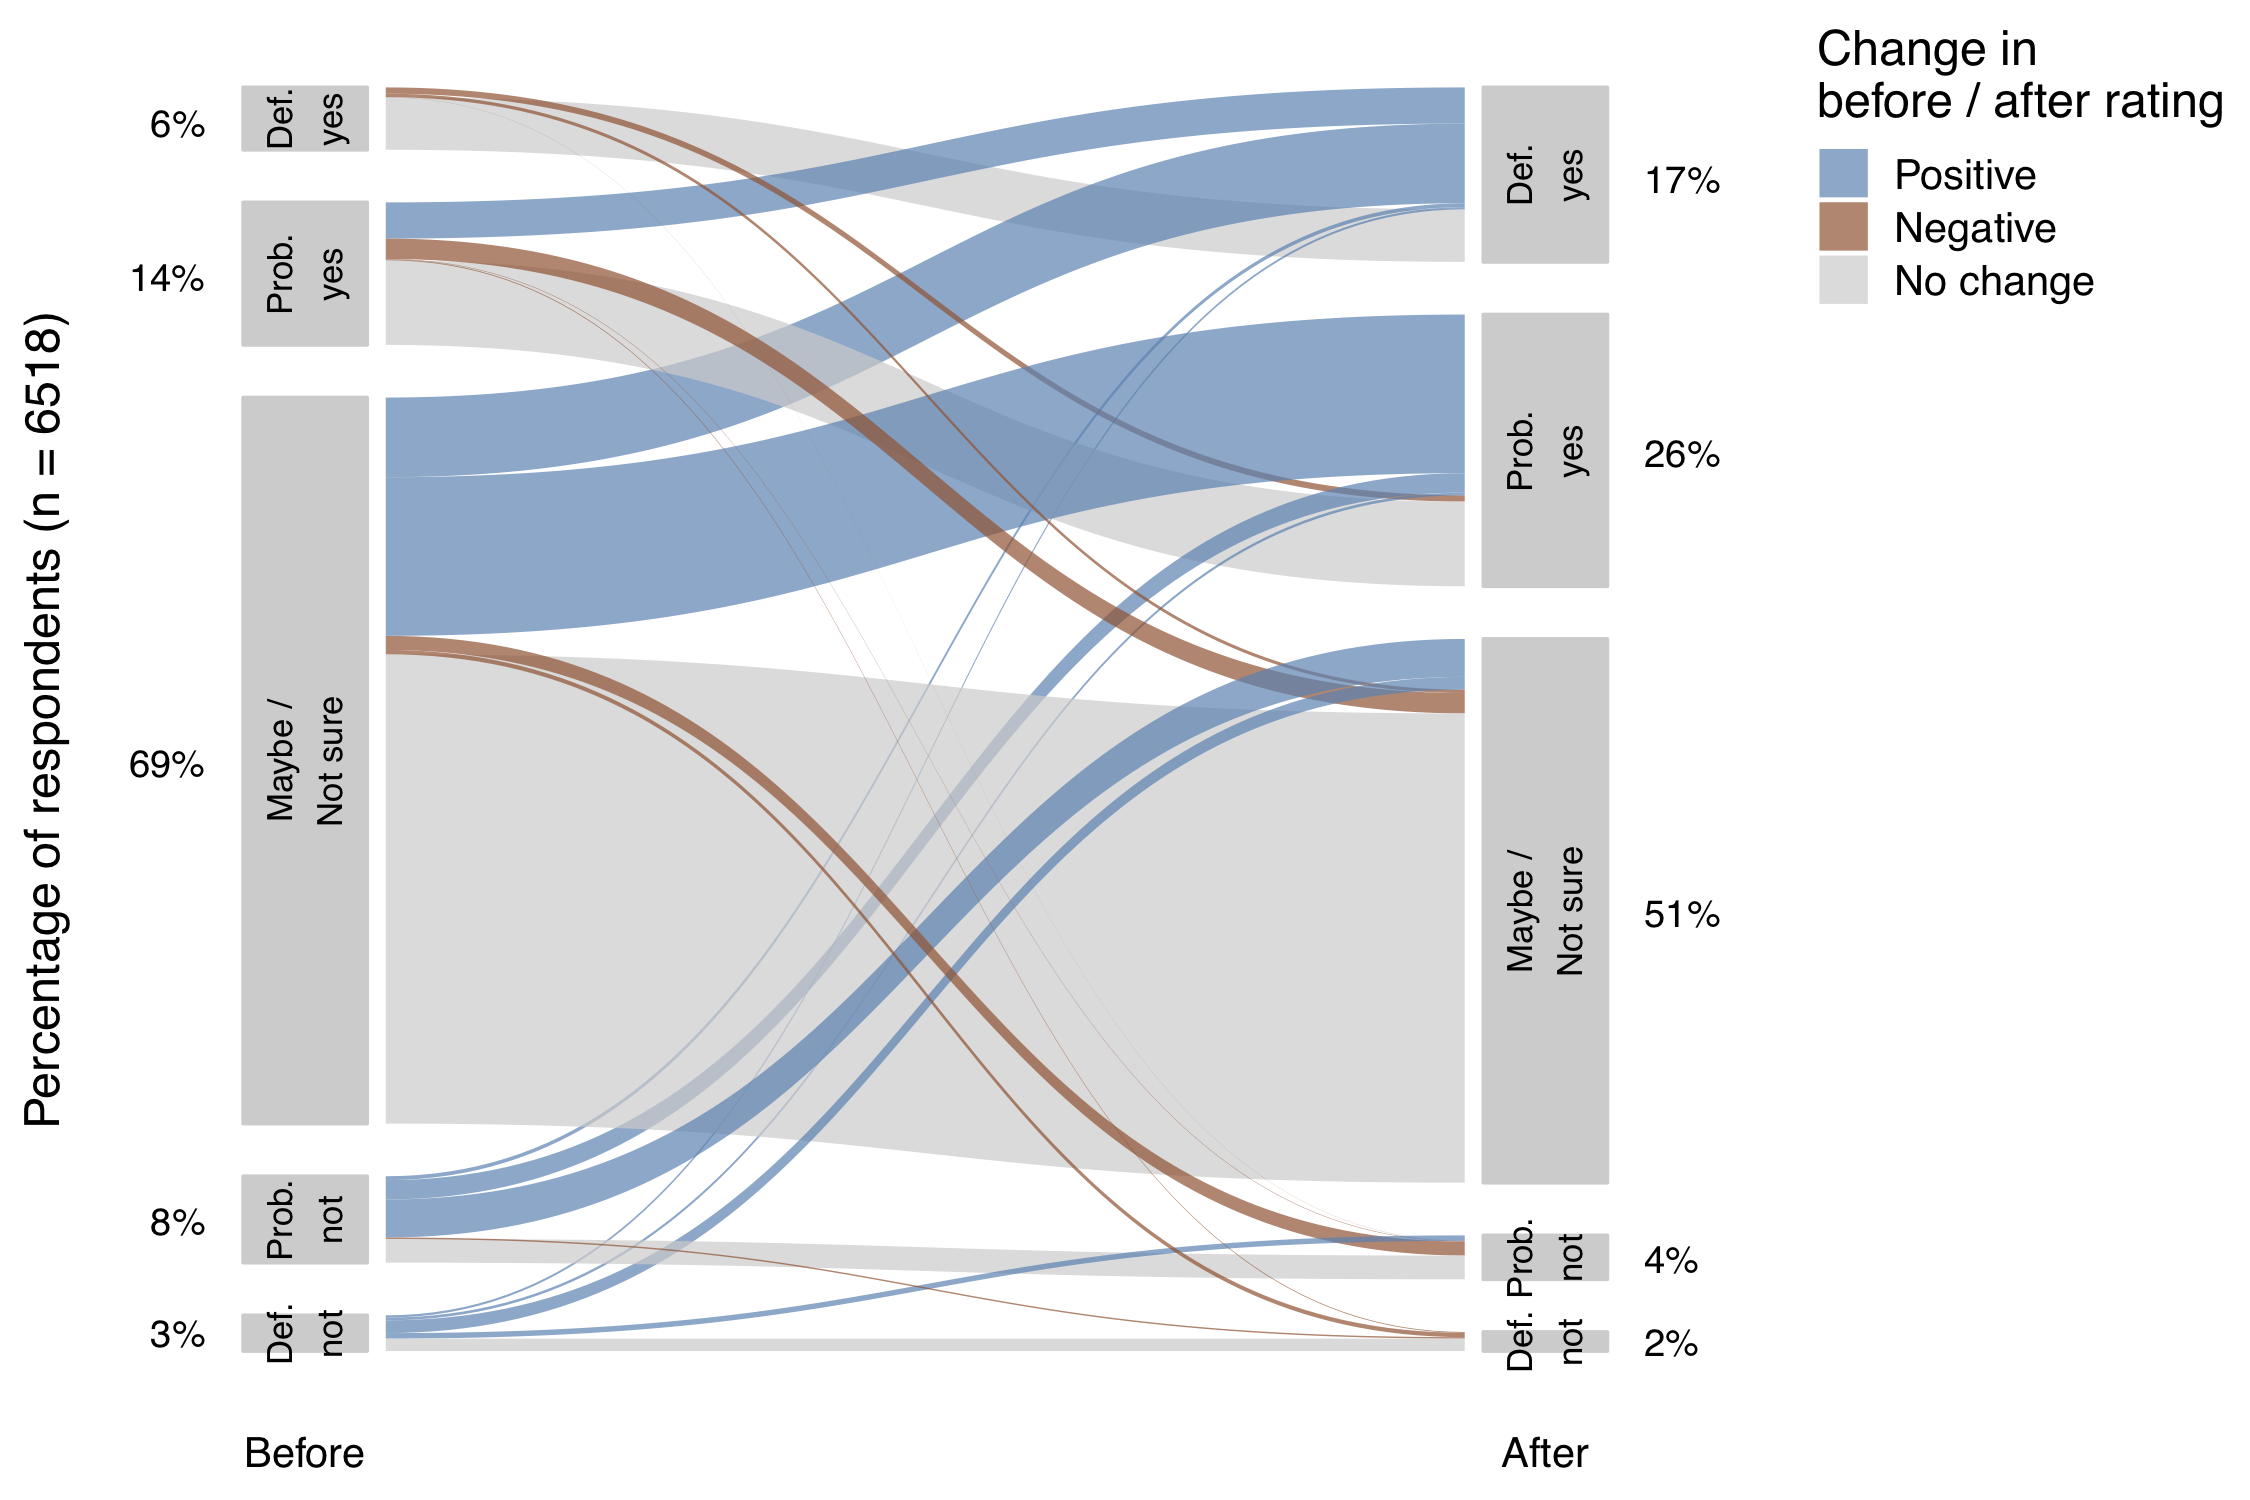 Change in
before / after rating
Positive
Negative
No change
Percentage of respondents (n = 6518)
6%
Def.
yes
14%
Prob.
yes
69%
Maybe /
Not sure
8%
Prob.
not
3%
Def.
not
Before
Def.
yes
17%
Prob.
yes
26%
Maybe /
Not sure
51%
Prob.
not
4%
Def.
not
2%
After